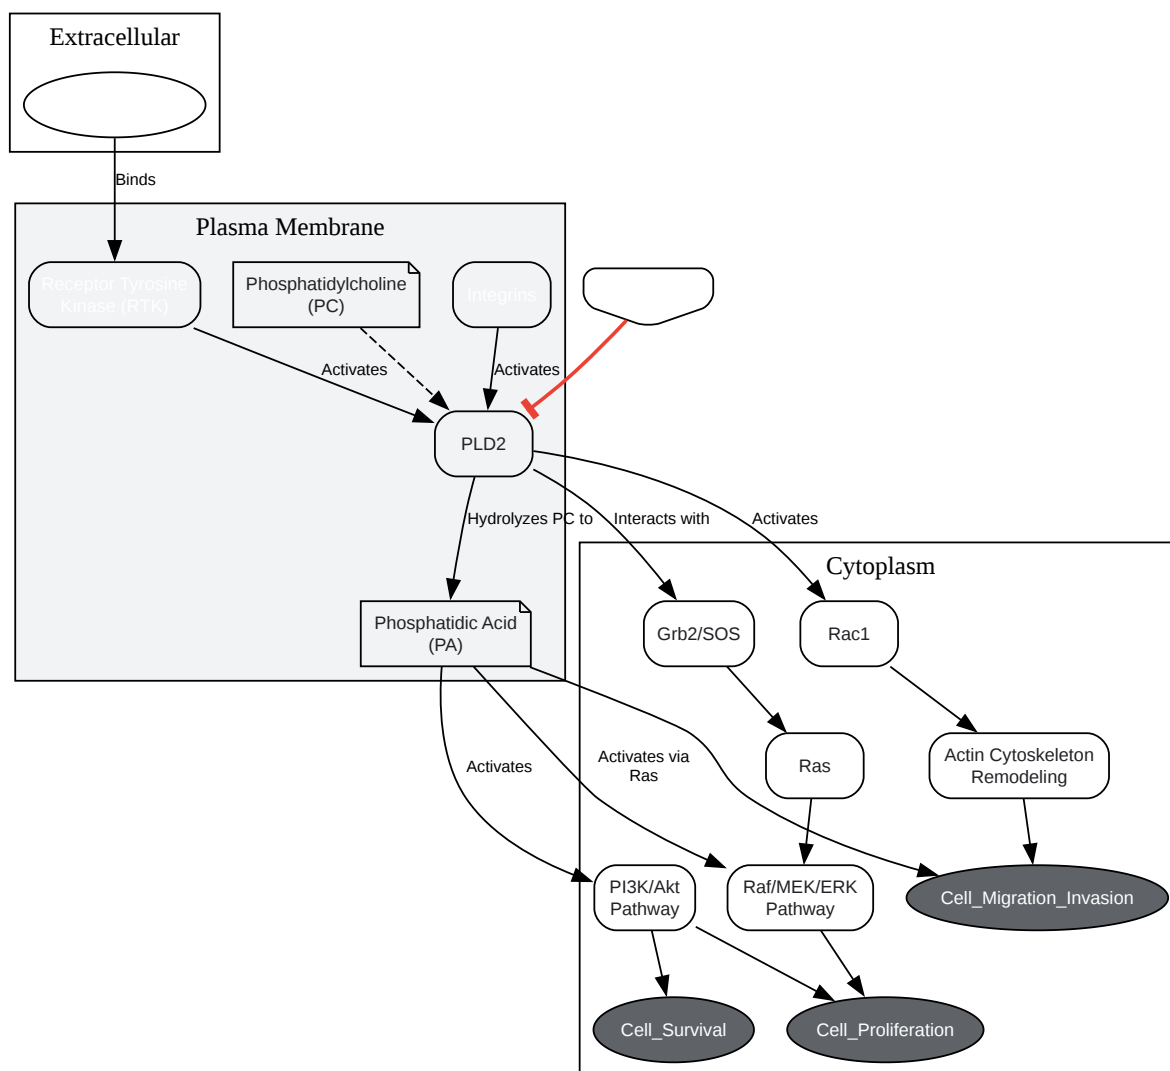 Extracellular
Binds
Plasma Membrane
Receptor Tyrosine
Kinase (RTK)
Phosphatidylcholine
(PC)
Integrins
Activates
Activates
PLD2
Hydrolyzes PC to
Interacts with
Activates
Cytoplasm
Phosphatidic Acid
(PA)
Grb2/SOS
Rac1
Activates
Activates via
Ras
Ras
Actin Cytoskeleton
Remodeling
PI3K/Akt
Pathway
Raf/MEK/ERK
Pathway
Cell_Migration_Invasion
Cell_Survival
Cell_Proliferation